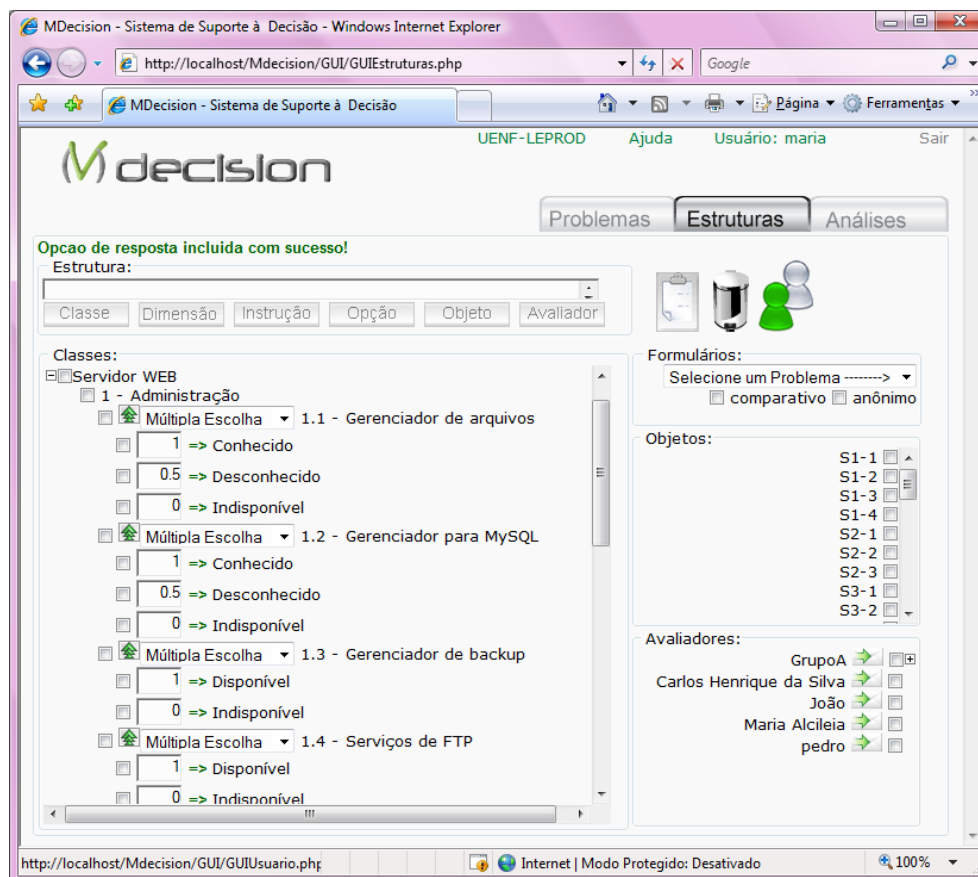 MDecision - Sistema de Suporte à Decisão - Windows Internet Explorer
http://localhost/Mdecision/GUI/GUIEstruturas.php
Google
MDecision - Sistema de Suporte à Decisão
Página
Ferramentas
UENF-LEPROD Ajuda Usuário: maria Sair
Mdecision
Problemas Estruturas Análises
Opcao de resposta incluida com sucesso!
Estrutura:
Classe Dimensão Instrução Opção Objeto Avaliador
Classes:
Servidor WEB
1 - Administração
Múltipla Escolha 1.1 - Gerenciador de arquivos
1 => Conhecido
0.5 => Desconhecido
0 => Indisponível
Múltipla Escolha 1.2 - Gerenciador para MySQL
1 => Conhecido
0.5 => Desconhecido
0 => Indisponível
Múltipla Escolha 1.3 - Gerenciador de backup
1 => Disponível
0 => Indisponível
Múltipla Escolha 1.4 - Serviços de FTP
1 => Disponível
0 => Indisponível
Formulários:
Selecione um Problema -------->
comparativo anônimo
Objetos:
S1-1
S1-2
S1-3
S1-4
S2-1
S2-2
S2-3
S3-1
S3-2
Avaliadores:
GrupoA
Carlos Henrique da Silva
João
Maria Alcileia
pedro
http://localhost/Mdecision/GUI/GUIUsuario.php
Internet | Modo Protegido: Desativado
100%